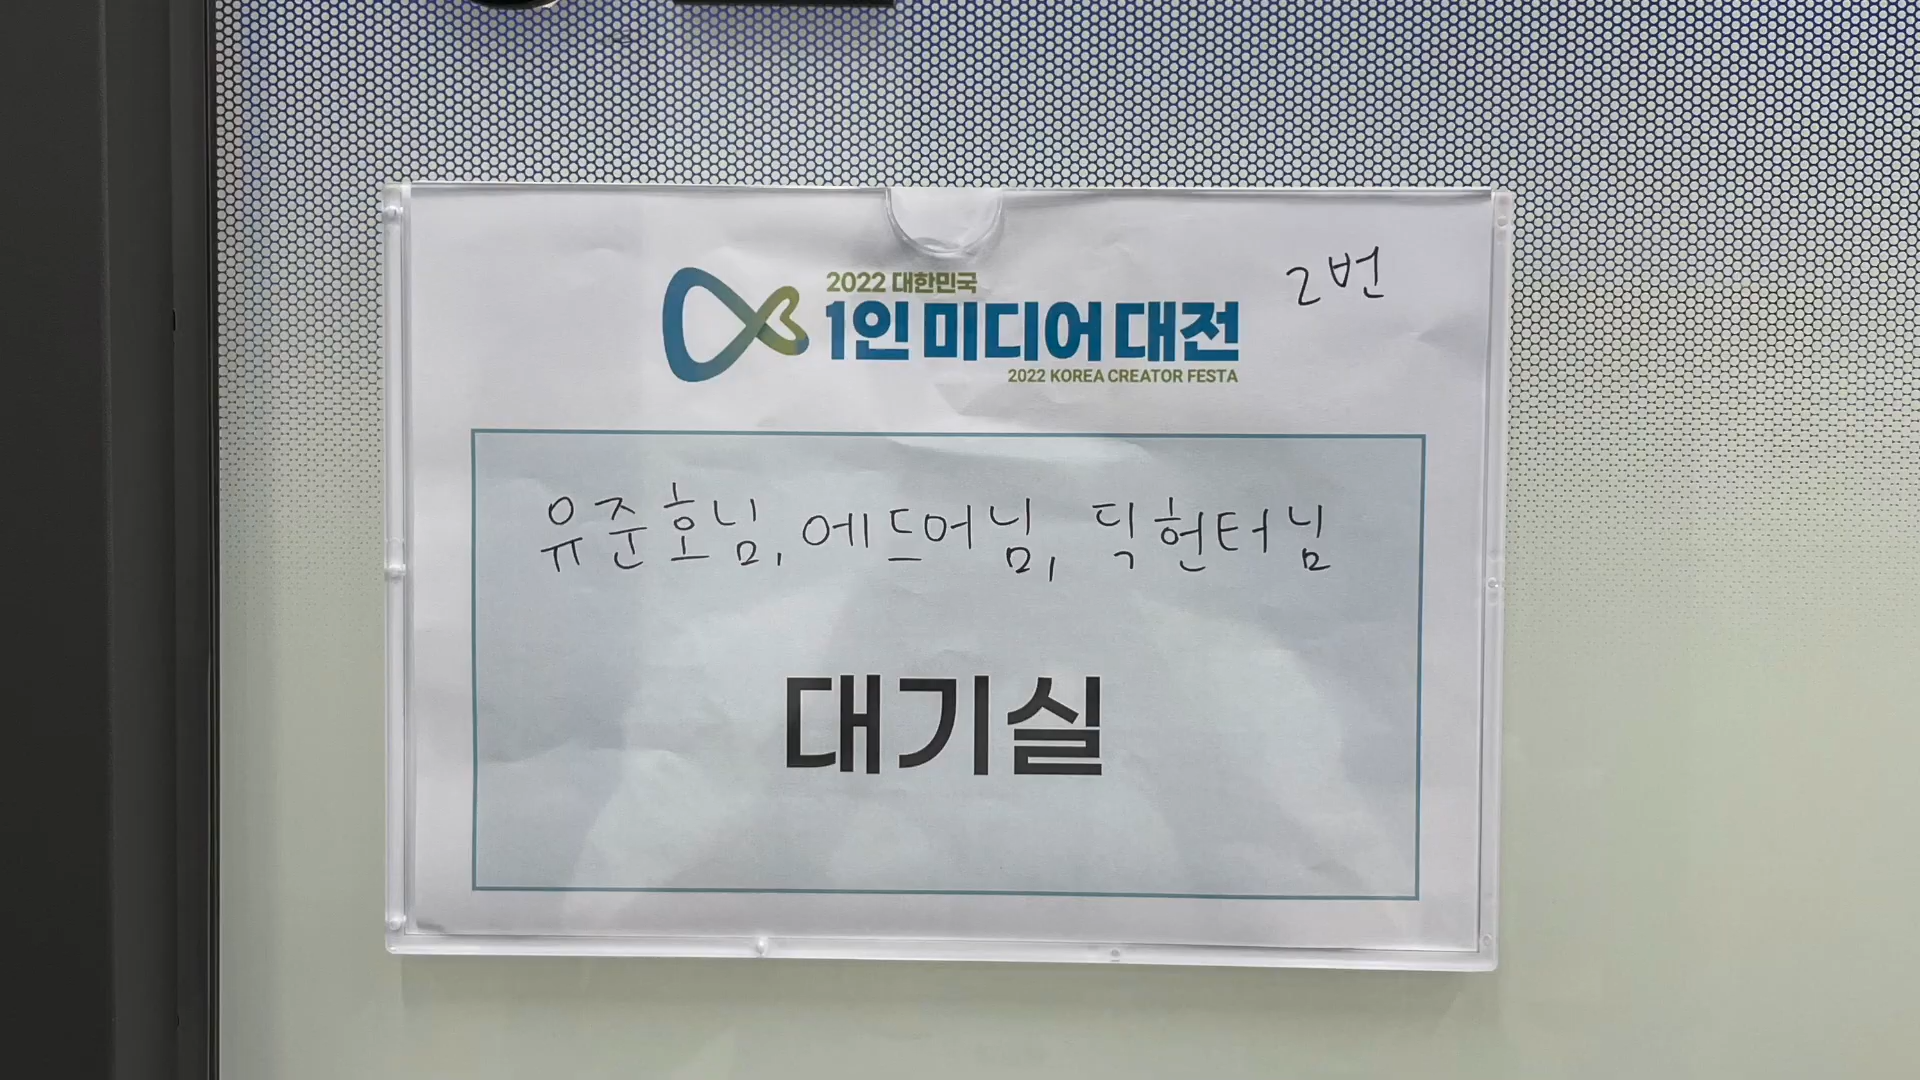 2022 대한민국
1인 미디어 대전
2022 KOREA CREATOR FESTA
2번
유준호님, 에드머님, 딕헌터님
대기실